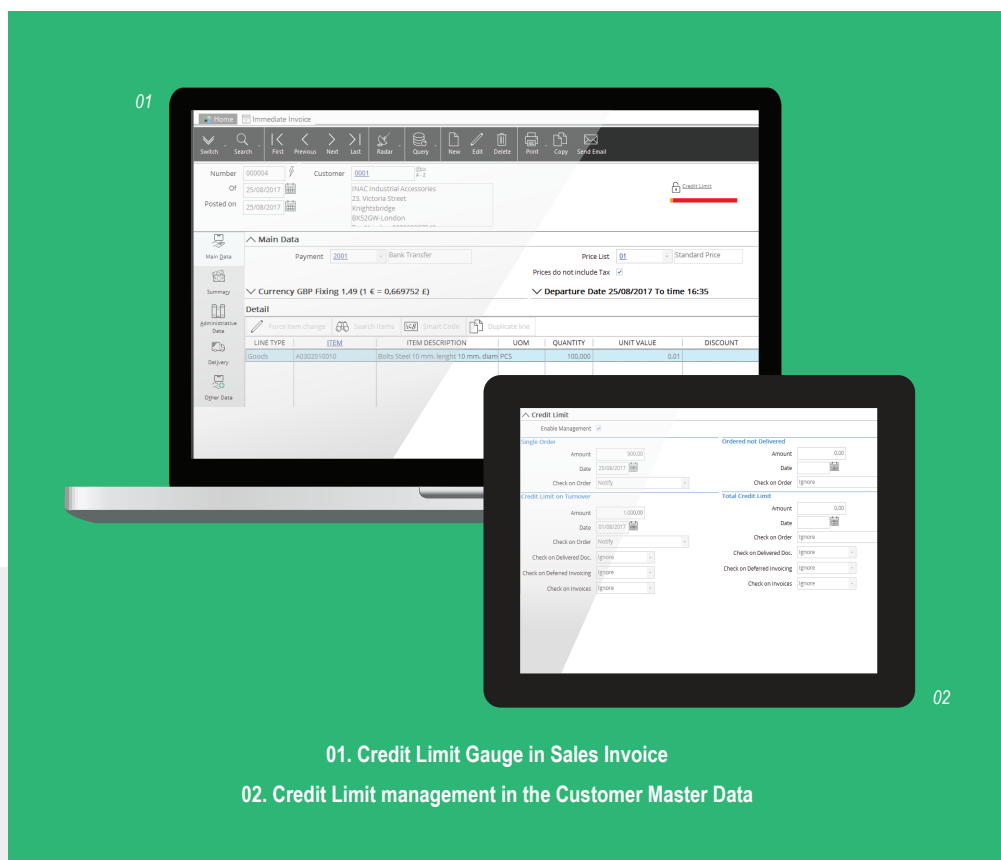 01
Home Immediate Invoice
Switch Search First Previous Next Last Radar Query New Edit Delete Print Copy Send Email
Number 000004 Customer 0001 A - Z
Of 25/08/2017 INAC Industrial Accessories Credit Limit
23, Victoria Street
Posted on 25/08/2017 Knightsbridge
BX52GW-London
Main Data
Main Data Payment 2001 Bank Transfer Price List 01 Standard Price
Prices do not include Tax
Summary Currency GBP Fixing 1,49 (1 € = 0,669752 £) Departure Date 25/08/2017 To time 16:35
Detail
Administrative Data Force item change Search Items Smart Code Duplicate line
LINE TYPE ITEM ITEM DESCRIPTION UOM QUANTITY UNIT VALUE DISCOUNT
Goods A0302010010 Bolts Steel 10 mm. lenght 10 mm. diam PCS 100,000 0,01
Delivery
Other Data
Credit Limit
Enable Management
Single Order Ordered not Delivered
Amount 900,00 Amount 0,00
Date 25/08/2017 Date
Check on Order Notify Check on Order Ignore
Credit Limit on Turnover Total Credit Limit
Amount 1.000,00 Amount 0,00
Date 01/08/2017 Date
Check on Order Notify Check on Order Ignore
Check on Delivered Doc. Ignore Check on Delivered Doc. Ignore
Check on Deferred Invoicing Ignore Check on Deferred Invoicing Ignore
Check on Invoices Ignore Check on Invoices Ignore
02
01. Credit Limit Gauge in Sales Invoice
02. Credit Limit management in the Customer Master Data